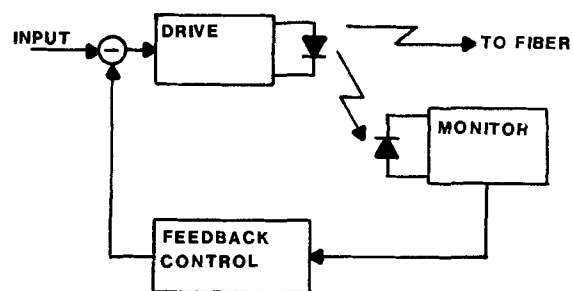 INPUT
DRIVE
TO FIBER
MONITOR
FEEDBACK
CONTROL